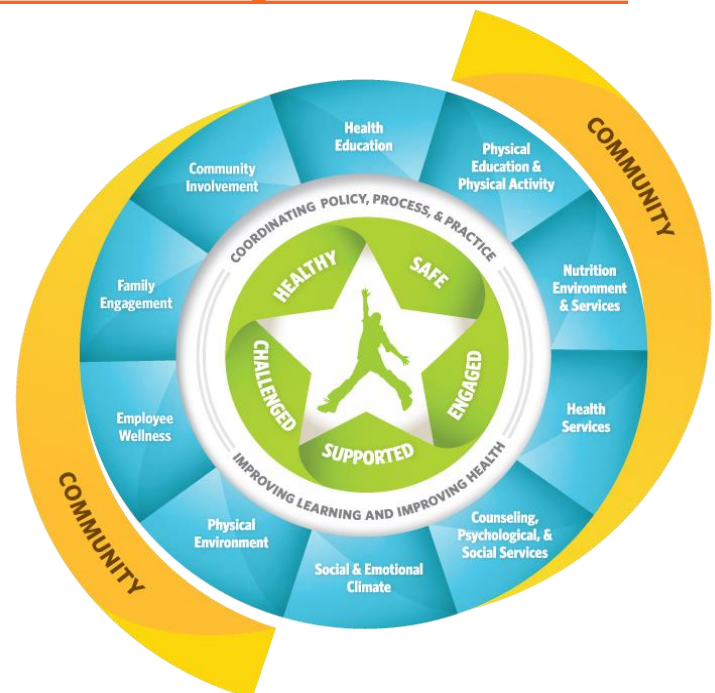 COMMUNITY
Health
Education
Physical
Education &
Physical Activity
Nutrition
Environment
& Services
Health
Services
Counseling,
Psychological, &
Social Services
Social & Emotional
Climate
Physical
Environment
Employee
Wellness
Family
Engagement
Community
Involvement
COORDINATING POLICY, PROCESS, & PRACTICE
IMPROVING LEARNING AND IMPROVING HEALTH
HEALTHY
SAFE
ENGAGED
SUPPORTED
CHALLENGED
COMMUNITY